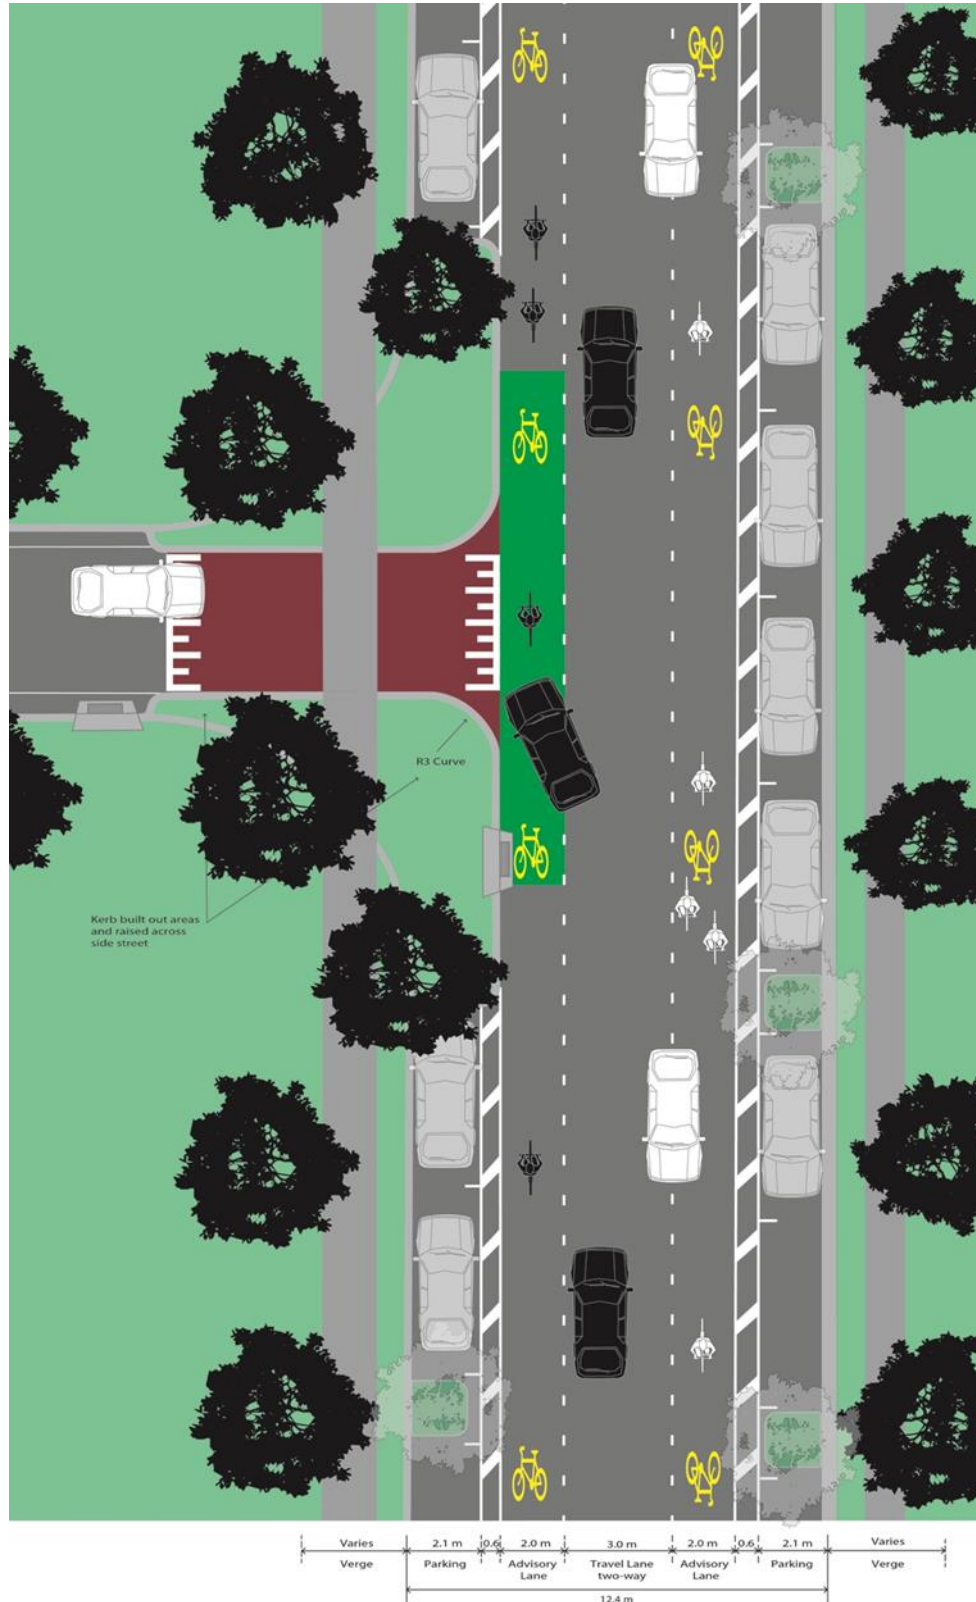 R3 Curve
Kerb built out areas
and raised across
side street
Varies 2.1 m 0.6 2.0 m 3.0 m 2.0 m 0.6 2.1 m Varies
Verge Parking Advisory Lane Travel Lane two-way Advisory Lane Parking Verge
12.4 m